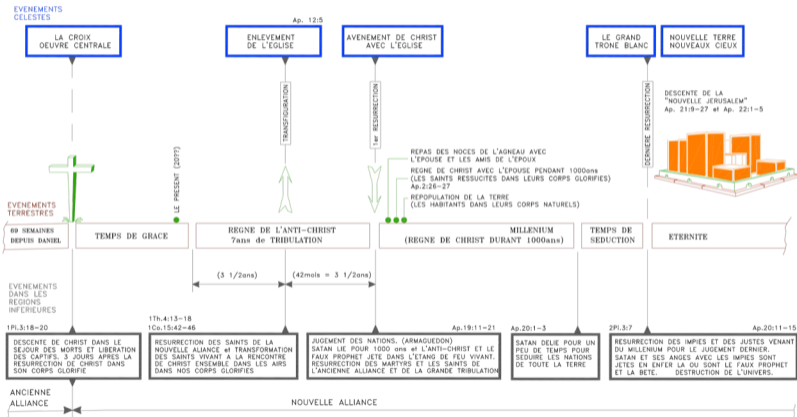 EVENEMENTS
CELESTES
LA CROIX
OEUVRE CENTRALE
Ap. 12:5
ENLEVEMENT
DE L'EGLISE
AVENEMENT DE CHRIST
AVEC L'EGLISE
LE GRAND
TRONE BLANC
NOUVELLE TERRE
NOUVEAUX CIEUX
TRANSFIGURATION
1er RESURRECTION
DERNIERE RESURRECTION
DESCENTE DE LA
"NOUVELLE JERUSALEM"
Ap. 21:9-27 et Ap. 22:1-5
LE PRESENT (20??)
REPAS DES NOCES DE L'AGNEAU AVEC
L'EPOUSE ET LES AMIS DE L'EPOUX
REGNE DE CHRIST AVEC L'EPOUSE PENDANT 1000ans
(LES SAINTS RESSUCITES DANS LEURS CORPS GLORIFIES)
Ap.2:26-27
REPOPULATION DE LA TERRE
(LES HABITANTS DANS LEURS CORPS NATURELS)
EVENEMENTS
TERRESTRES
69 SEMAINES
DEPUIS DANIEL
TEMPS DE GRACE
REGNE DE L'ANTI-CHRIST
7ans DE TRIBULATION
MILLENIUM
(REGNE DE CHRIST DURANT 1000ans)
TEMPS DE
SEDUCTION
ETERNITE
(3 1/2ans)
(42mois = 3 1/2ans)
EVENEMENTS
DANS LES
REGIONS
INFERIEURES
1Pi.3:18-20
DESCENTE DE CHRIST DANS LE
SEJOUR DES MORTS ET LIBERATION
DES CAPTIFS. 3 JOURS APRES LA
RESURRECTION DE CHRIST DANS
SON CORPS GLORIFIE
1Th.4:13-18
1Co.15:42-46
RESURRECTION DES SAINTS DE LA
NOUVELLE ALIANCE et TRANSFORMATION
DES SAINTS VIVANT A LA RENCONTRE
DE CHRIST ENSEMBLE DANS LES AIRS
DANS NOS CORPS GLORIFIES
Ap.19:11-21
JUGEMENT DES NATIONS. (ARMAGUEDON)
SATAN LIE POUR 1000 ans et L'ANTI-CHRIST ET LE
FAUX PROPHET JETE DANS L'ETANG DE FEU VIVANT.
RESURRECTION DES MARTYRS ET LES SAINTS DE
L'ANCIENNE ALLIANCE ET DE LA GRANDE TRIBULATION
Ap.20:1-3
SATAN DELIE POUR UN
PEU DE TEMPS POUR
SEDUIRE LES NATIONS
DE TOUTE LA TERRE
2Pi.3:7
Ap.20:11-15
RESURRECTION DES IMPIES ET DES JUSTES VENANT
DU MILLENIUM POUR LE JUGEMENT DERNIER.
SATAN ET SES ANGES AVEC LES IMPIES SONT
JETES EN ENFER LA OU SONT LE FAUX PROPHET
ET LA BETE. DESTRUCTION DE L'UNIVERS.
ANCIENNE
ALLIANCE
NOUVELLE ALLIANCE